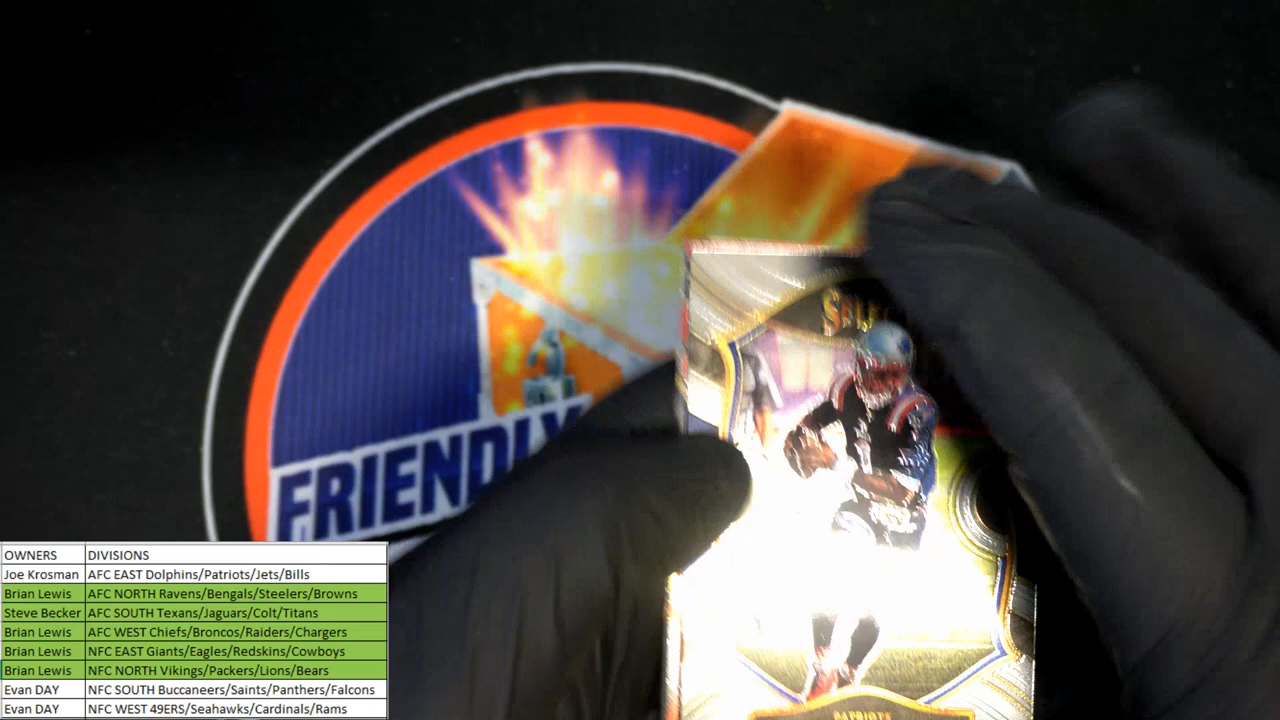 SELEC
FRIENDLY
PATRIOTS
OWNERS DIVISIONS
Joe Krosman AFC EAST Dolphins/Patriots/Jets/Bills
Brian Lewis AFC NORTH Ravens/Bengals/Steelers/Browns
Steve Becker AFC SOUTH Texans/Jaguars/Colt/Titans
Brian Lewis AFC WEST Chiefs/Broncos/Raiders/Chargers
Brian Lewis NFC EAST Giants/Eagles/Redskins/Cowboys
Brian Lewis NFC NORTH Vikings/Packers/Lions/Bears
Evan DAY NFC SOUTH Buccaneers/Saints/Panthers/Falcons
Evan DAY NFC WEST 49ERS/Seahawks/Cardinals/Rams